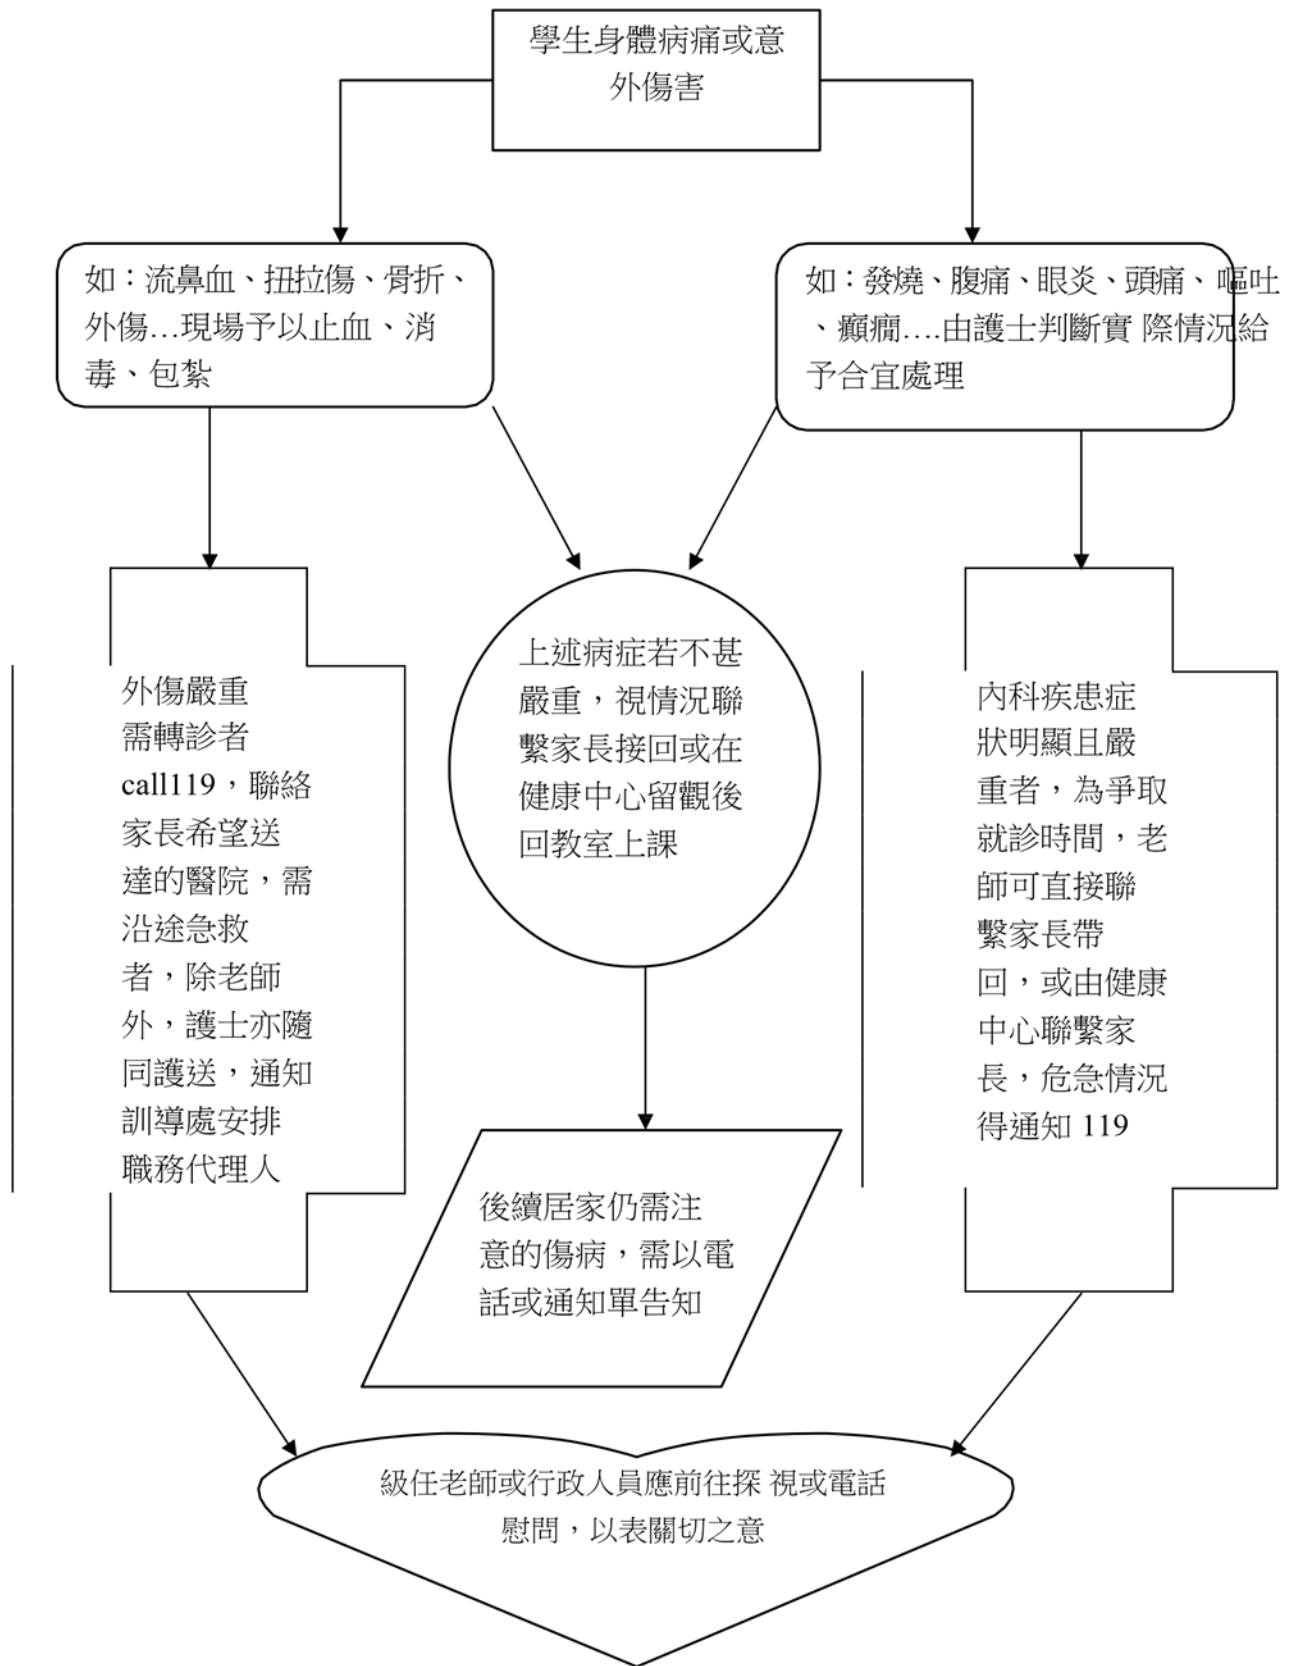 學生身體病痛或意
外傷害
如：流鼻血、扭拉傷、骨折、
外傷...現場予以止血、消
毒、包紮
如：發燒、腹痛、眼炎、頭痛、嘔吐
、癲癇....由護士判斷實 際情況給
予合宜處理
上述病症若不甚
嚴重，視情況聯
繫家長接回或在
健康中心留觀後
回教室上課
外傷嚴重
需轉診者
call119，聯絡
家長希望送
達的醫院，需
沿途急救
者，除老師
外，護士亦隨
同護送，通知
訓導處安排
職務代理人
內科疾患症
狀明顯且嚴
重者，為爭取
就診時間，老
師可直接聯
繫家長帶
回，或由健康
中心聯繫家
長，危急情況
得通知 119
後續居家仍需注
意的傷病，需以電
話或通知單告知
級任老師或行政人員應前往探 視或電話
慰問，以表關切之意